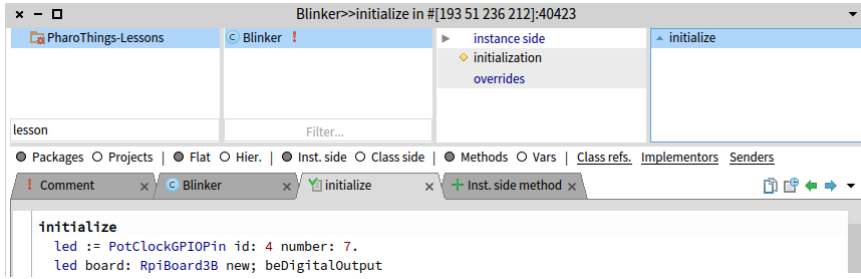 Blinker>>initialize in #[193 51 236 212]:40423
PharoThings-Lessons
C Blinker !
instance side
initialization
overrides
initialize
lesson
Filter...
Packages Projects | Flat Hier. | Inst. side Class side | Methods Vars | Class refs. Implementors Senders
! Comment x C Blinker x initialize x Inst. side method x
initialize
led := PotClockGPIOPin id: 4 number: 7.
led board: RpiBoard3B new; beDigitalOutput